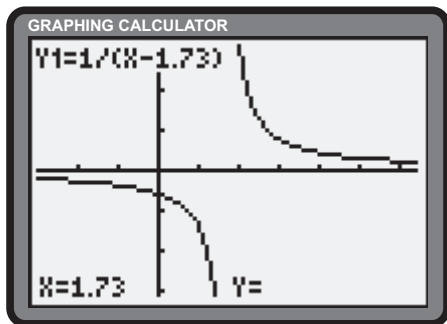 GRAPHING CALCULATOR
Y1=1/(X-1.73)
X=1.73 Y=